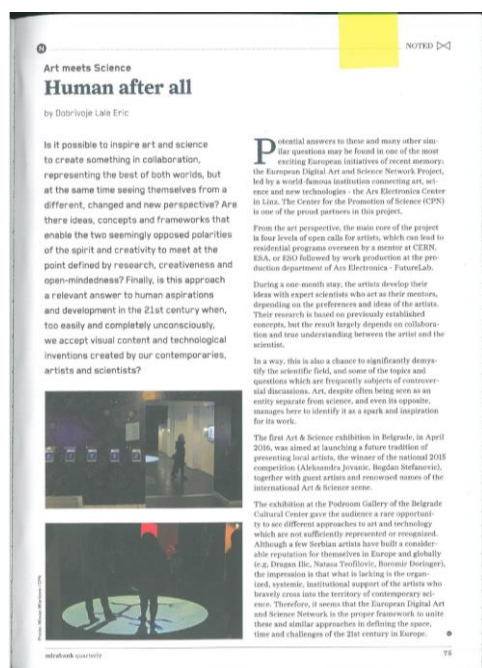 N
NOTED
Art meets Science
Human after all
by Dobrivoje Lale Eric
Is it possible to inspire art and science
to create something in collaboration,
representing the best of both worlds, but
at the same time seeing themselves from a
different, changed and new perspective? Are
there ideas, concepts and frameworks that
enable the two seemingly opposed polarities
of the spirit and creativity to meet at the
point defined by research, creativeness and
open-mindedness? Finally, is this approach
a relevant answer to human aspirations
and development in the 21st century when,
too easily and completely unconsciously,
we accept visual content and technological
inventions created by our contemporaries,
artists and scientists?
Potential answers to these and many other sim-
ilar questions may be found in one of the most
exciting European initiatives of recent memory:
the European Digital Art and Science Network Project,
led by a world-famous institution connecting art, sci-
ence and new technologies - the Ars Electronica Center
in Linz. The Center for the Promotion of Science (CPN)
is one of the proud partners in this project.
From the art perspective, the main core of the project
is four levels of open calls for artists, which can lead to
residential programs overseen by a mentor at CERN,
ESA, or ESO followed by work production at the pro-
duction department of Ars Electronica - FutureLab.
During a one-month stay, the artists develop their
ideas with expert scientists who act as their mentors,
depending on the preferences and ideas of the artists.
Their research is based on previously established
concepts, but the result largely depends on collabora-
tion and true understanding between the artist and the
scientist.
In a way, this is also a chance to significantly demys-
tify the scientific field, and some of the topics and
questions which are frequently subjects of controver-
sial discussions. Art, despite often being seen as an
entity separate from science, and even its opposite,
manages here to identify it as a spark and inspiration
for its work.
The first Art & Science exhibition in Belgrade, in April
2016, was aimed at launching a future tradition of
presenting local artists, the winner of the national 2015
competition (Aleksandra Jovanic, Bogdan Stefanovic),
together with guest artists and renowned names of the
international Art & Science scene.
The exhibition at the Podroom Gallery of the Belgrade
Cultural Center gave the audience a rare opportuni-
ty to see different approaches to art and technology
which are not sufficiently represented or recognized.
Although a few Serbian artists have built a consider-
able reputation for themselves in Europe and globally
(e.g. Dragan Ilic, Natasa Teofilovic, Boromir Doringer),
the impression is that what is lacking is the organ-
ized, systemic, institutional support of the artists who
bravely cross into the territory of contemporary sci-
ence. Therefore, it seems that the European Digital Art
and Science Network is the proper framework to unite
these and similar approaches in defining the space,
time and challenges of the 21st century in Europe.
quarterly
75